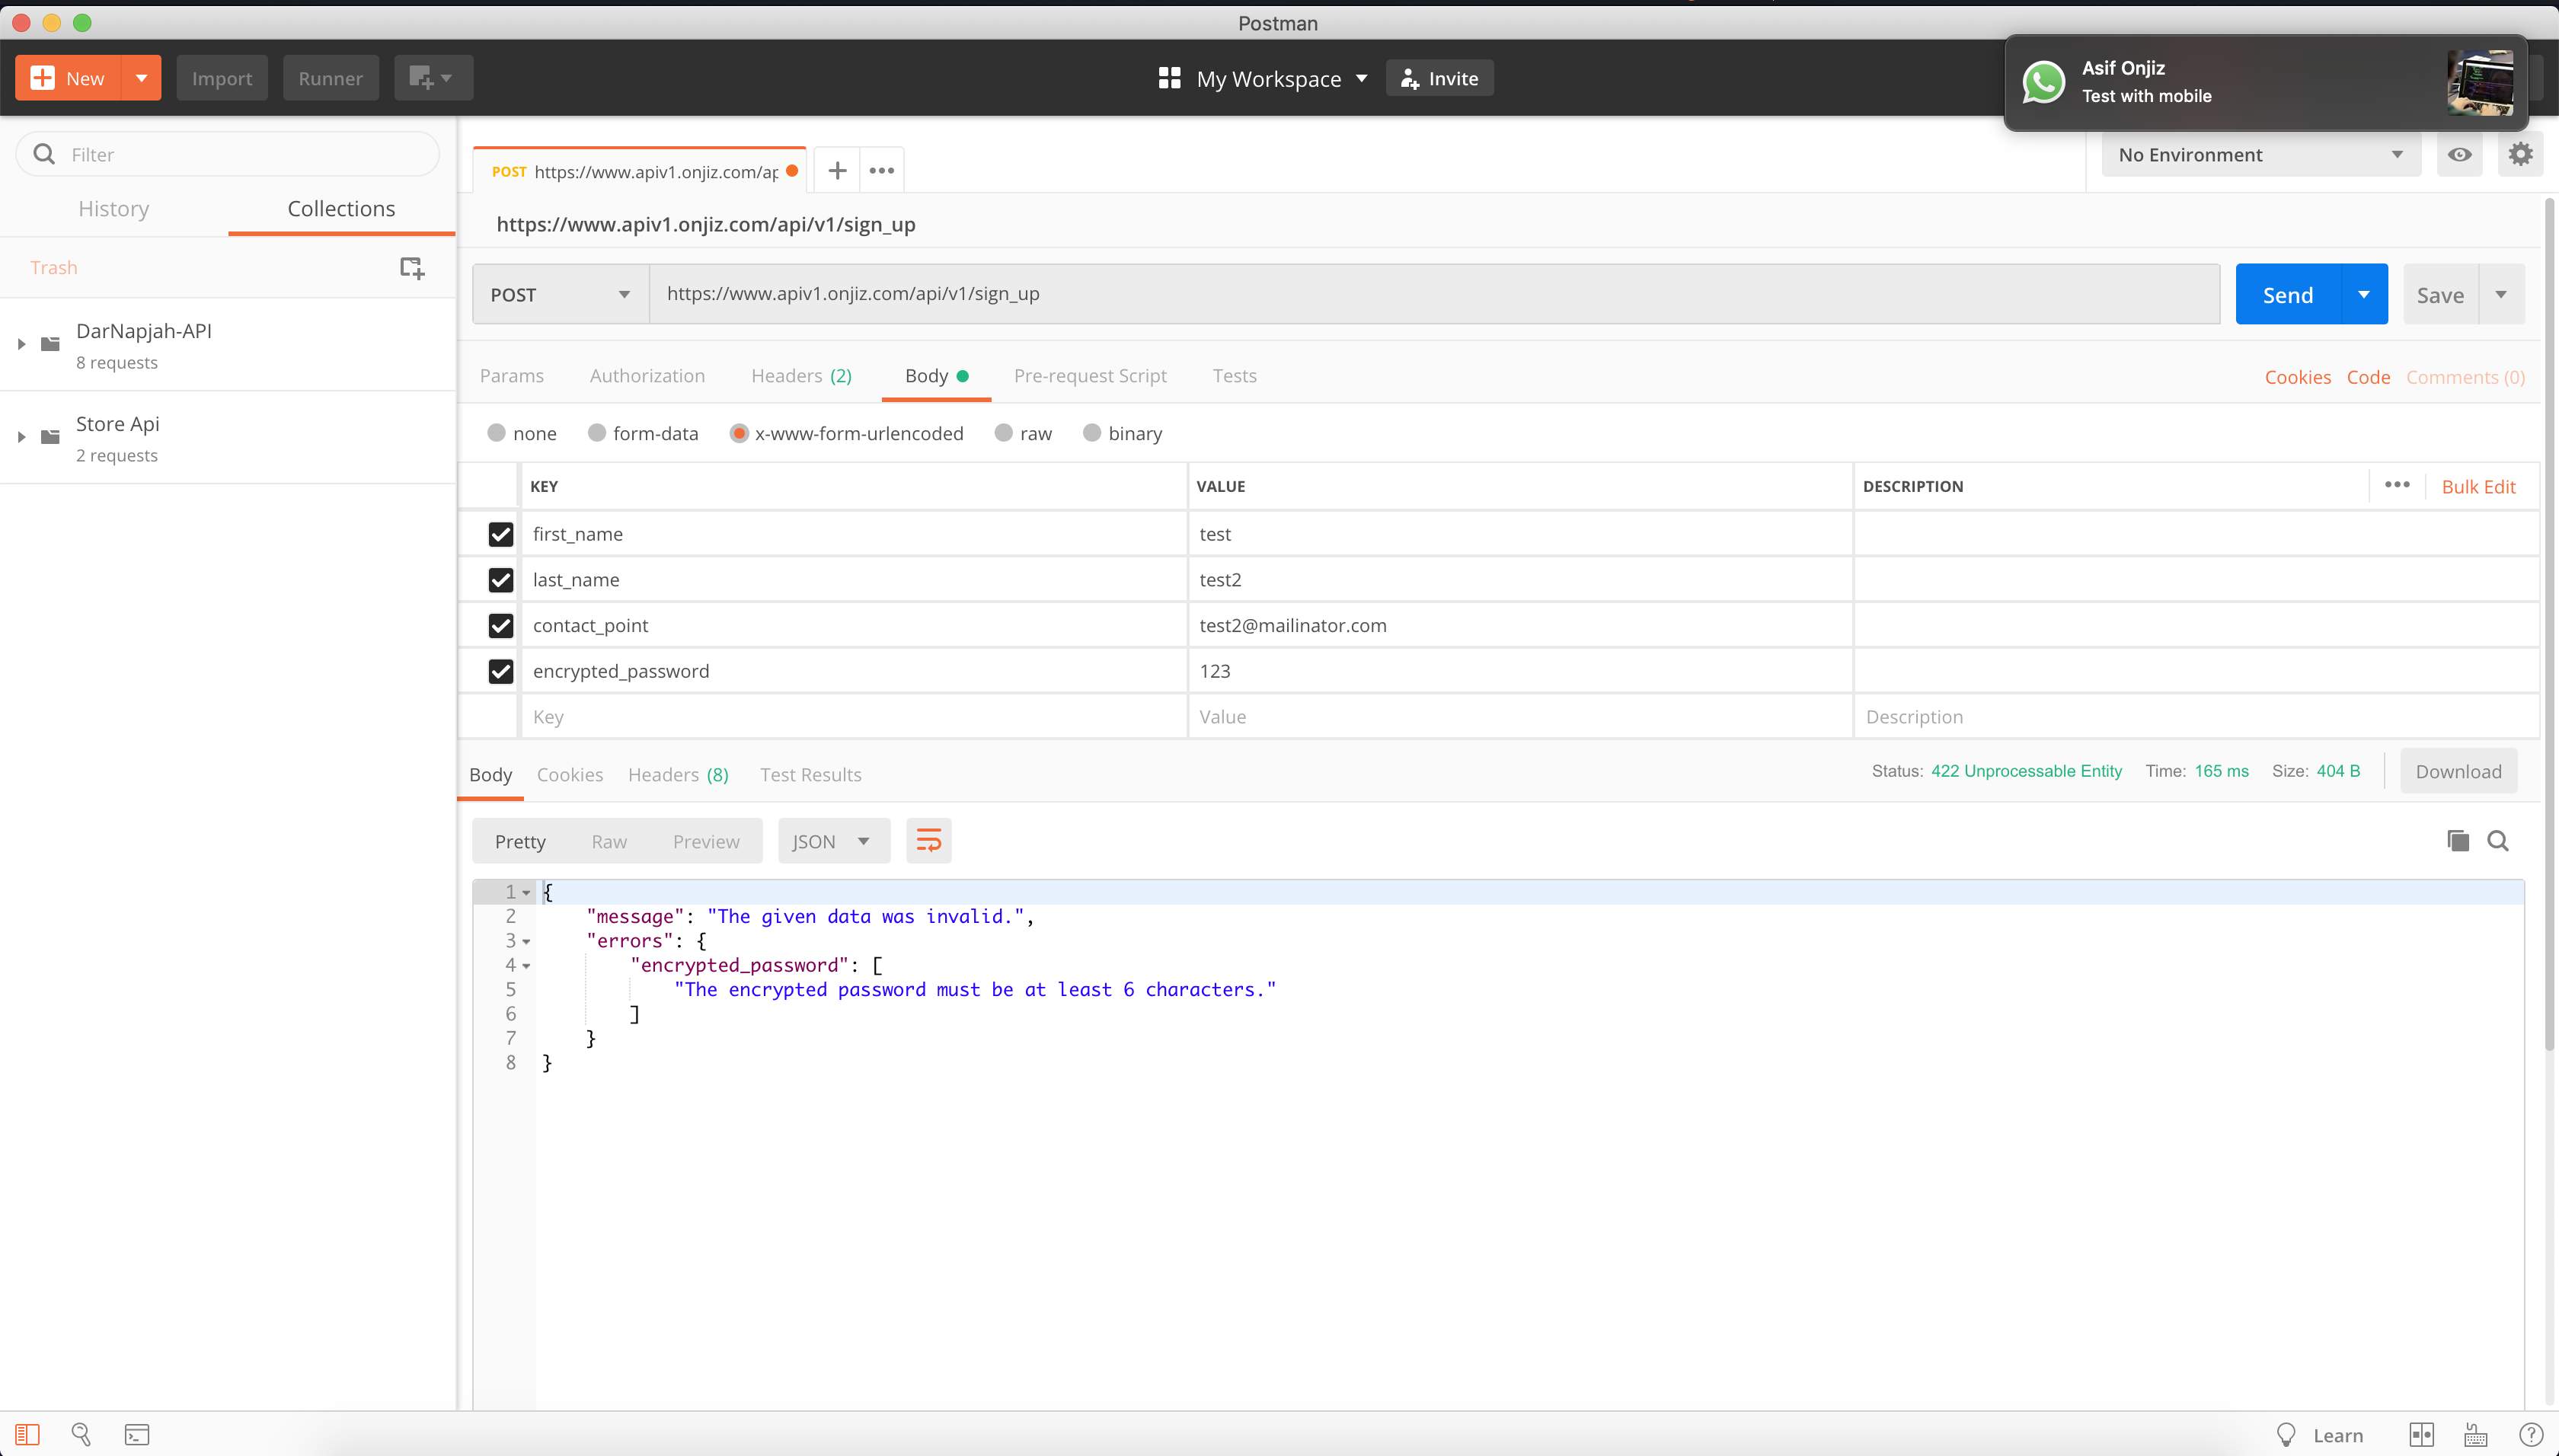 Postman
New
Import
Runner
My Workspace
Invite
Asif Onjiz
Test with mobile
Filter
History
Collections
Trash
DarNapjah-API
8 requests
Store Api
2 requests
POST https://www.apiv1.onjiz.com/ap
No Environment
https://www.apiv1.onjiz.com/api/v1/sign_up
POST https://www.apiv1.onjiz.com/api/v1/sign_up
Send
Save
Params Authorization Headers (2) Body Pre-request Script Tests
Cookies Code Comments (0)
none form-data x-www-form-urlencoded raw binary
KEY VALUE DESCRIPTION ••• Bulk Edit
first_name test
last_name test2
contact_point test2@mailinator.com
encrypted_password 123
Key Value Description
Body Cookies Headers (8) Test Results
Status: 422 Unprocessable Entity Time: 165 ms Size: 404 B Download
Pretty Raw Preview JSON
1 {
2 "message": "The given data was invalid.",
3 "errors": {
4 "encrypted_password": [
5 "The encrypted password must be at least 6 characters."
6 ]
7 }
8 }
Learn